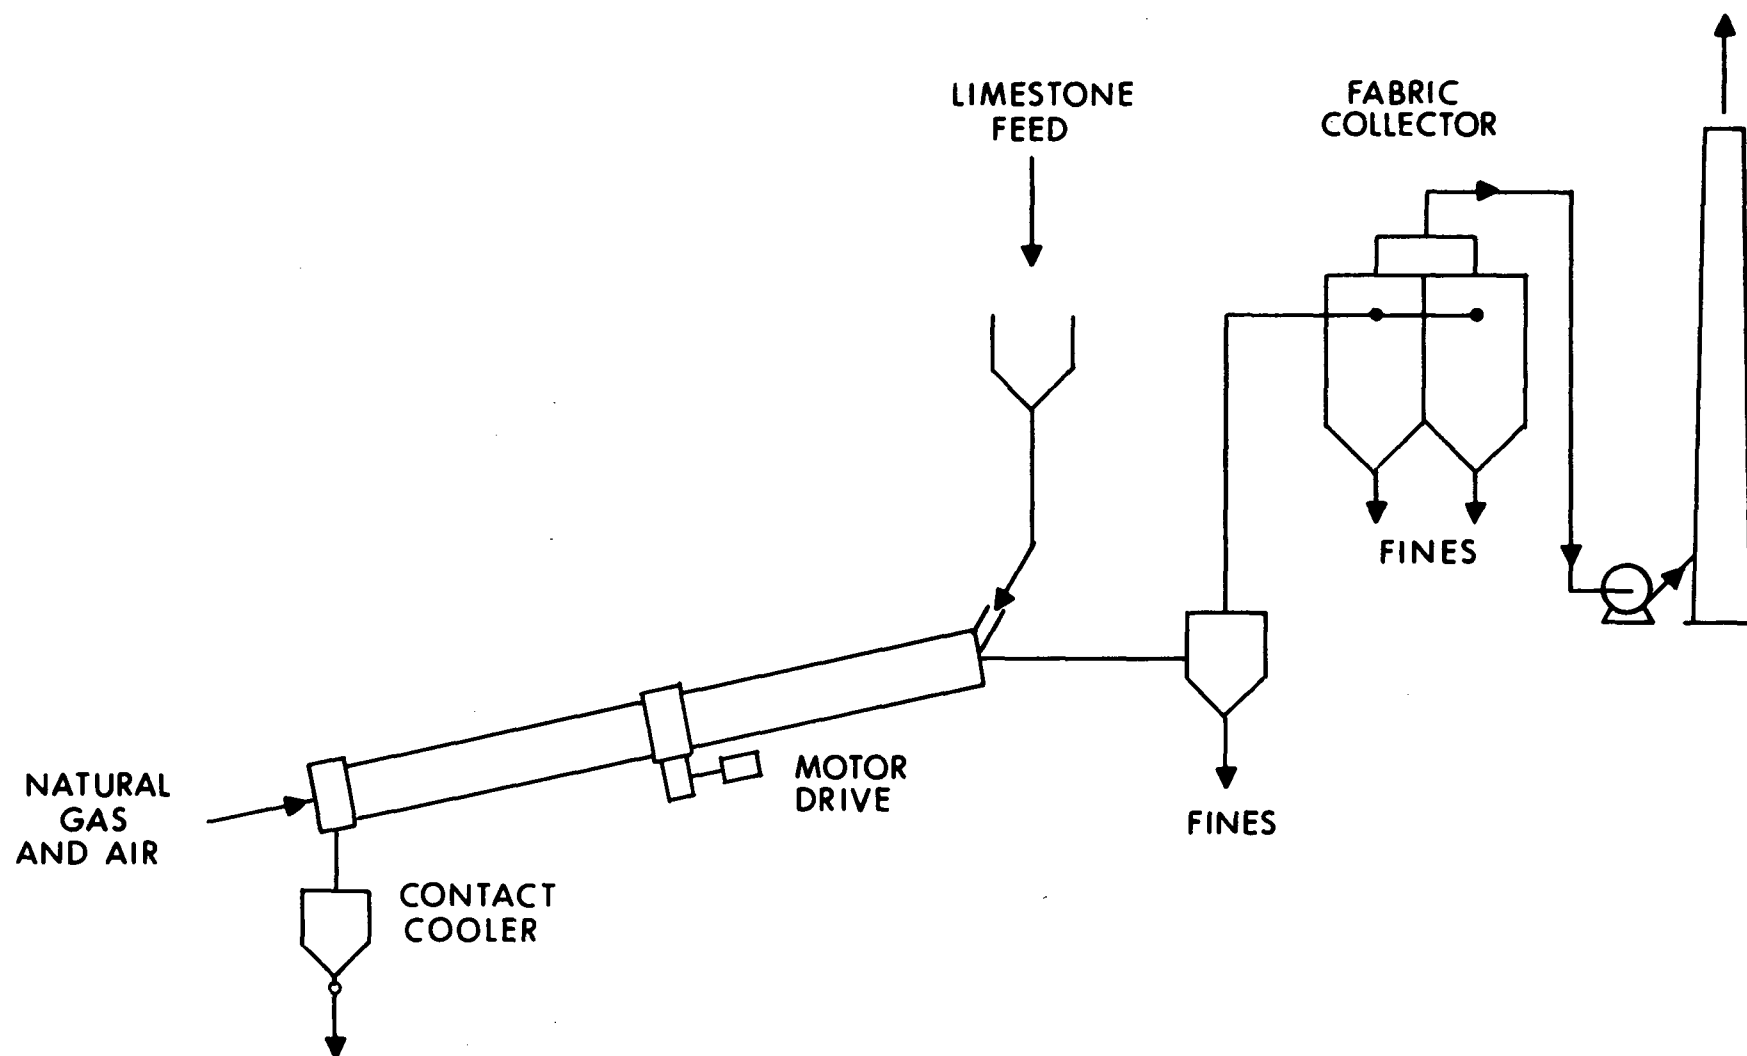 LIMESTONE
FEED
FABRIC
COLLECTOR
FINES
MOTOR
DRIVE
NATURAL
GAS
AND AIR
FINES
CONTACT
COOLER